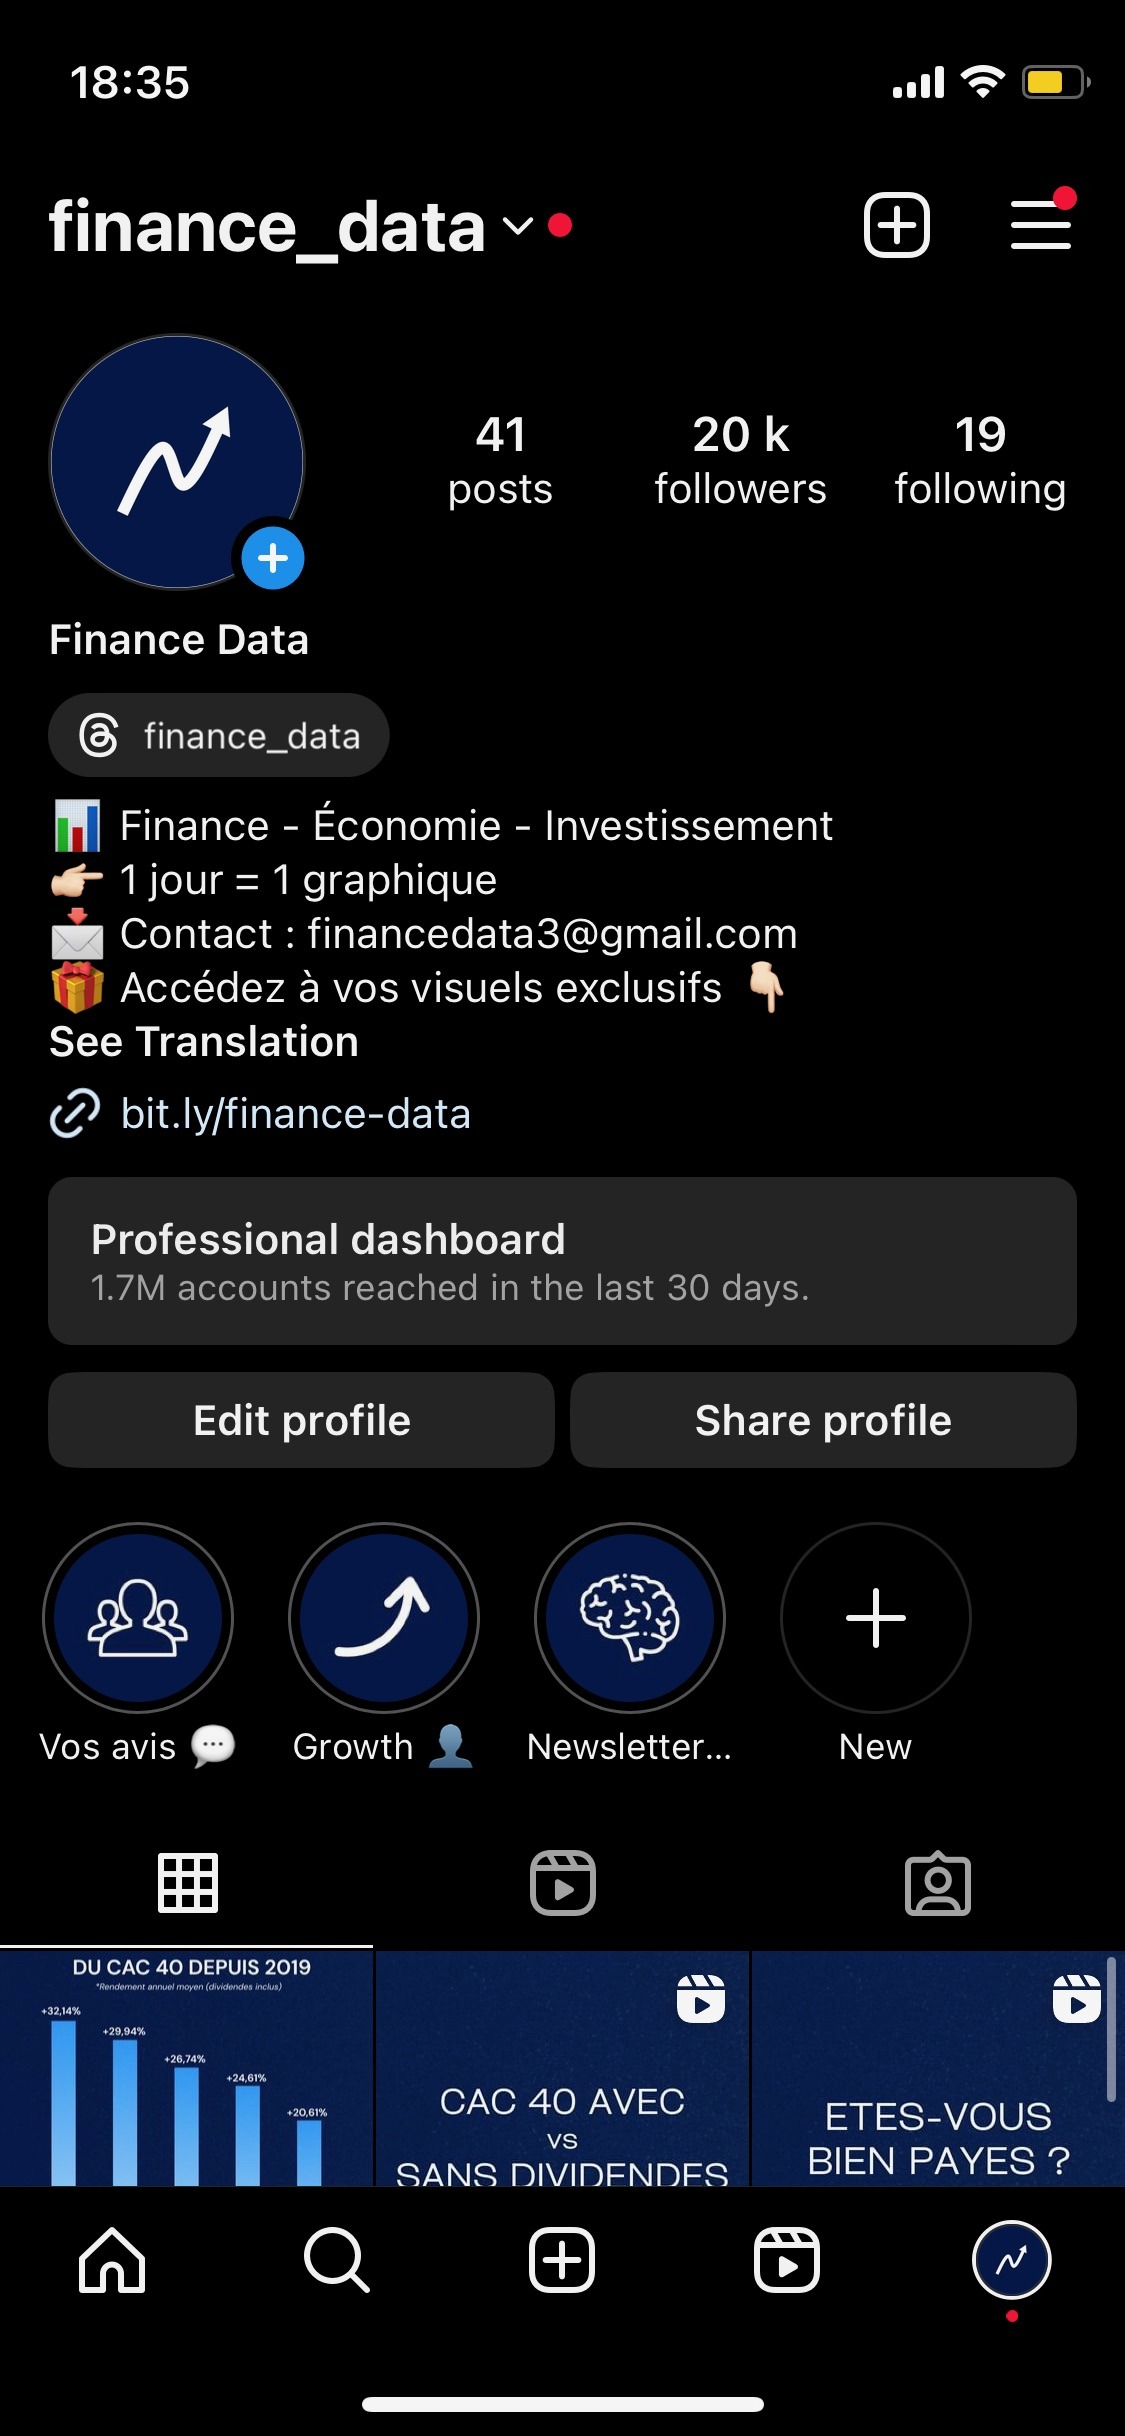 18:35
finance_data
41
posts
20 k
followers
19
following
Finance Data
finance_data
Finance - Économie - Investissement
1 jour = 1 graphique
Contact : financedata3@gmail.com
Accédez à vos visuels exclusifs
See Translation
bit.ly/finance-data
Professional dashboard
1.7M accounts reached in the last 30 days.
Edit profile
Share profile
Vos avis
Growth
Newsletter...
New
DU CAC 40 DEPUIS 2019
*Rendement annuel moyen (dividendes inclus)
+32,14%
+29,94%
+26,74%
+24,61%
+20,61%
CAC 40 AVEC
VS
SANS DIVIDENDES
ETES-VOUS
BIEN PAYES ?